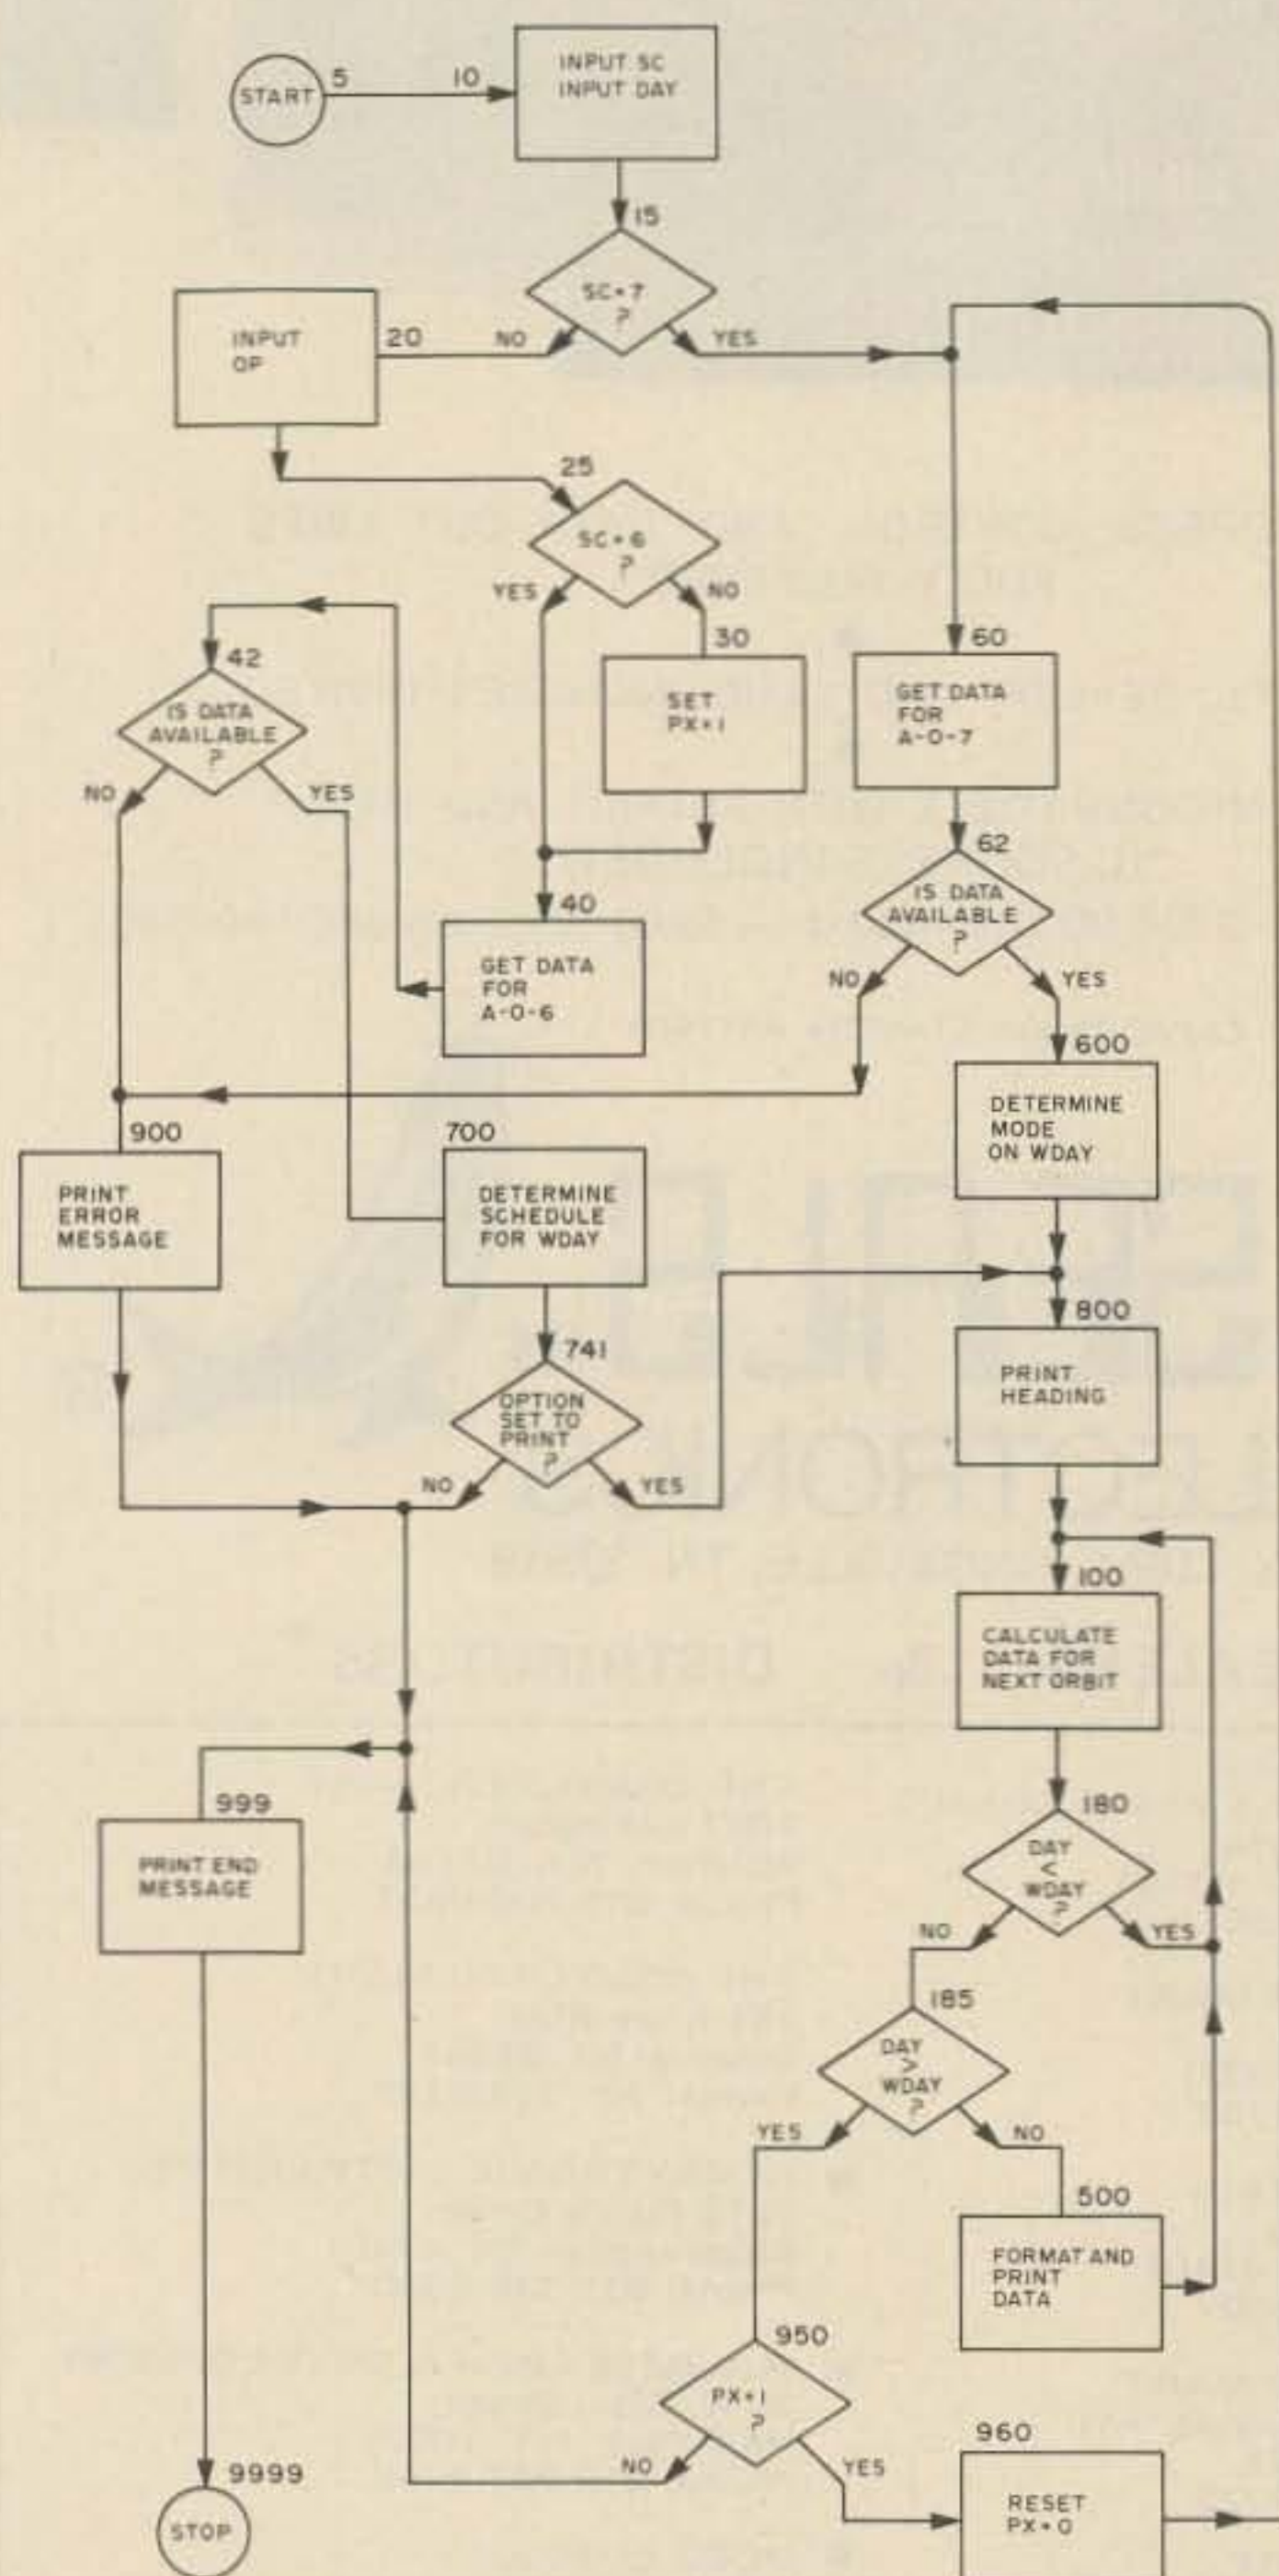 START
5
10
INPUT SC
INPUT DAY
15
SC=7
?
NO
YES
20
INPUT
OP
25
SC=6
?
YES
NO
30
SET
PX=1
42
IS DATA
AVAILABLE
?
NO
YES
60
GET DATA
FOR
A-O-7
62
IS DATA
AVAILABLE
?
NO
YES
40
GET DATA
FOR
A-O-6
600
DETERMINE
MODE
ON WDAY
900
PRINT
ERROR
MESSAGE
700
DETERMINE
SCHEDULE
FOR WDAY
741
OPTION
SET TO
PRINT
?
NO
YES
800
PRINT
HEADING
100
CALCULATE
DATA FOR
NEXT ORBIT
180
DAY
<
WDAY
?
NO
YES
999
PRINT END
MESSAGE
185
DAY
>
WDAY
?
YES
NO
500
FORMAT AND
PRINT
DATA
950
PX=1
?
NO
YES
960
RESET
PX=0
9999
STOP